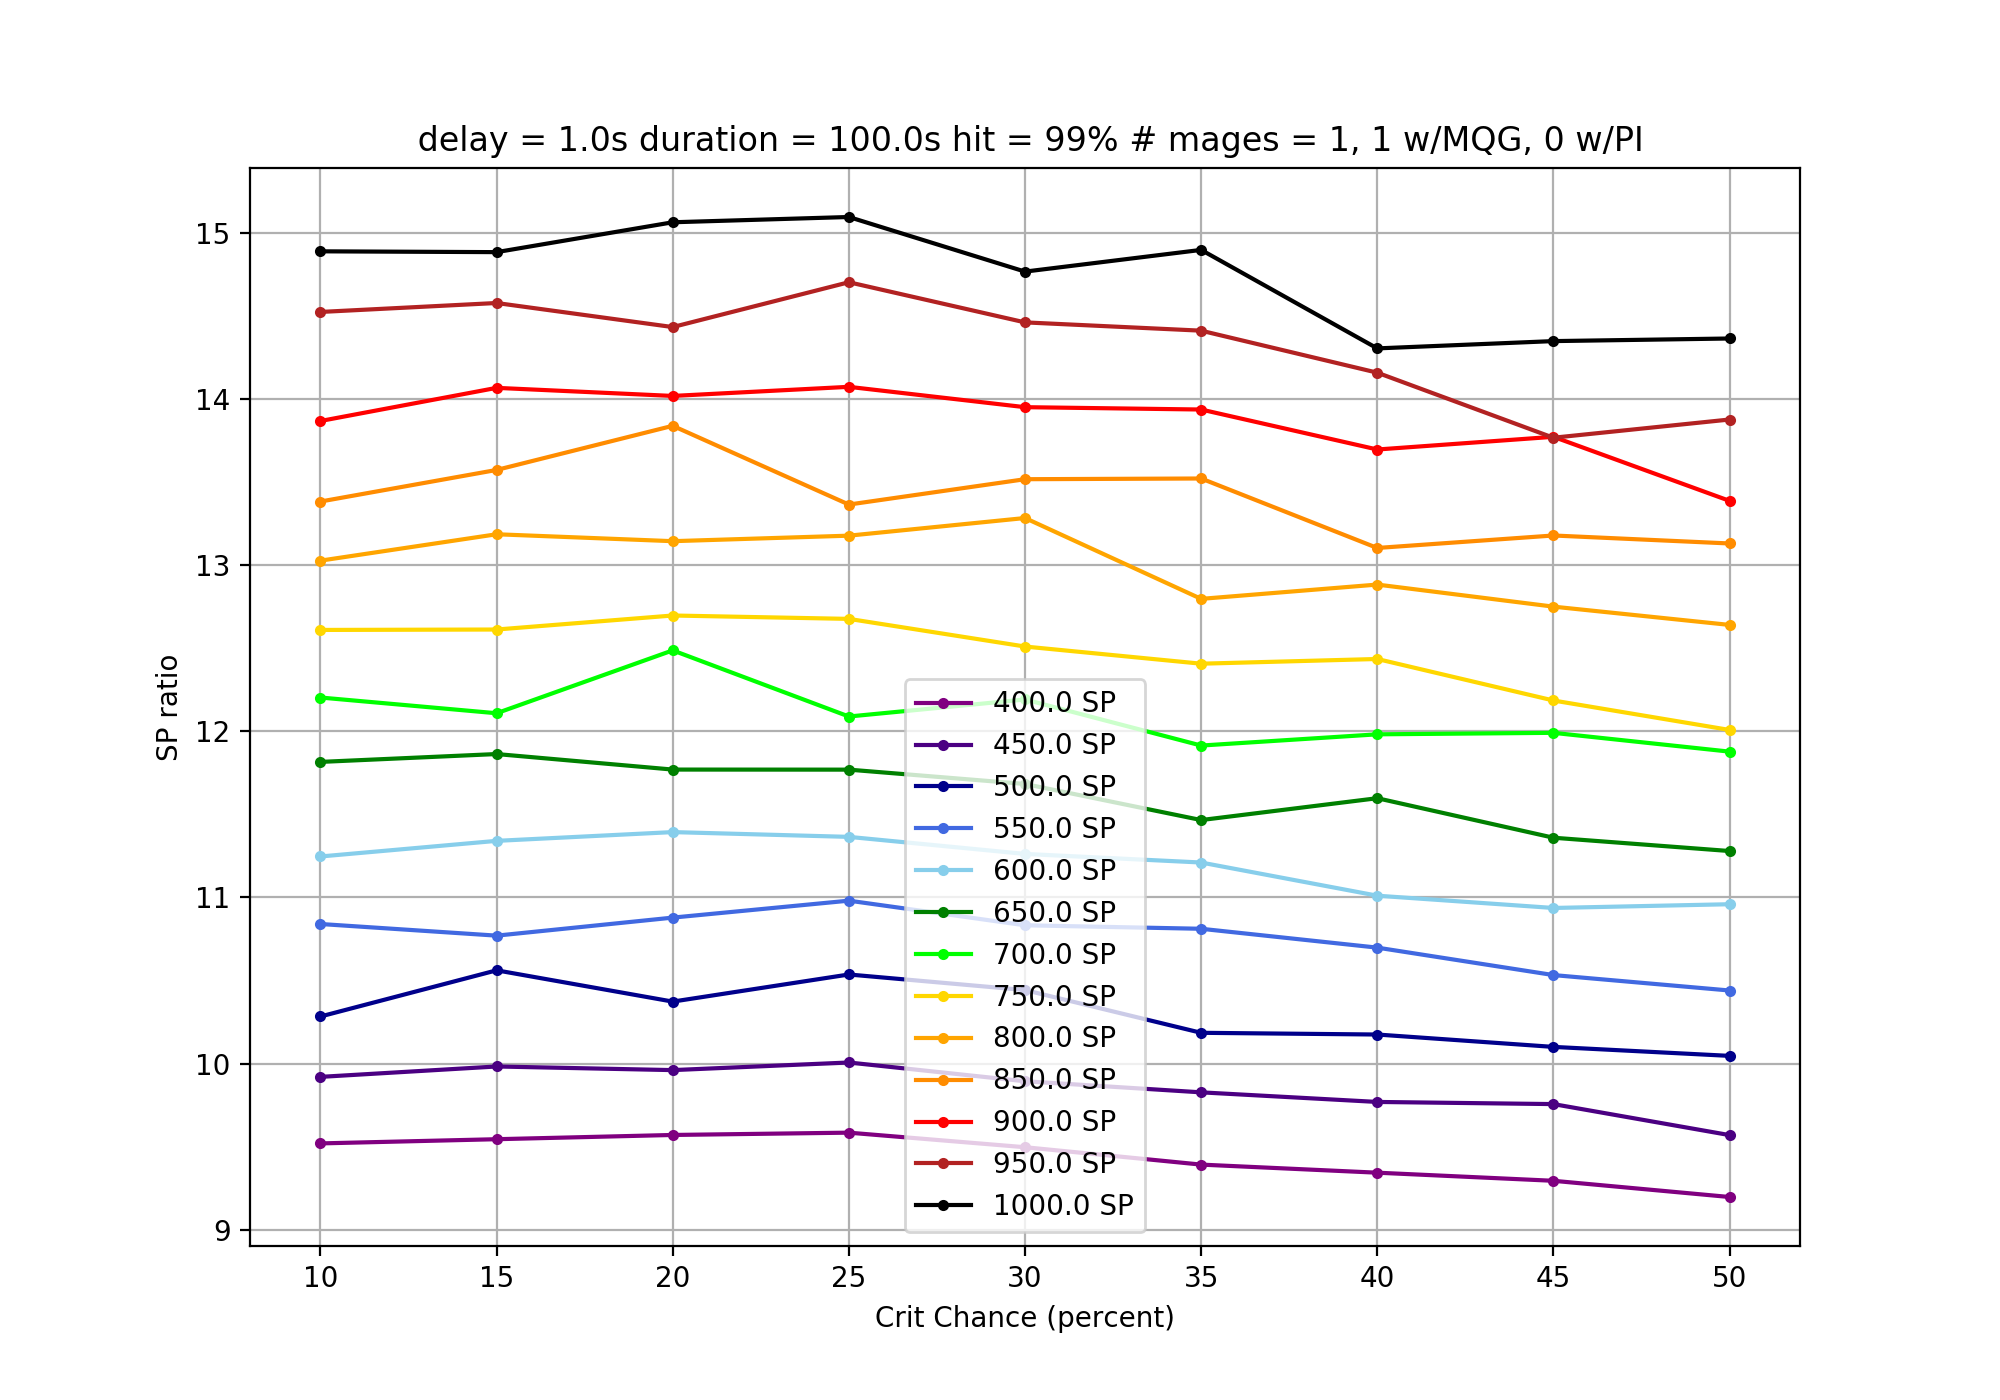 delay = 1.0s duration = 100.0s hit = 99% # mages = 1, 1 w/MQG, 0 w/PI
15
14
13
12
11
10
9
SP ratio
400.0 SP
450.0 SP
500.0 SP
550.0 SP
600.0 SP
650.0 SP
700.0 SP
750.0 SP
800.0 SP
850.0 SP
900.0 SP
950.0 SP
1000.0 SP
10 15 20 25 30 35 40 45 50
Crit Chance (percent)